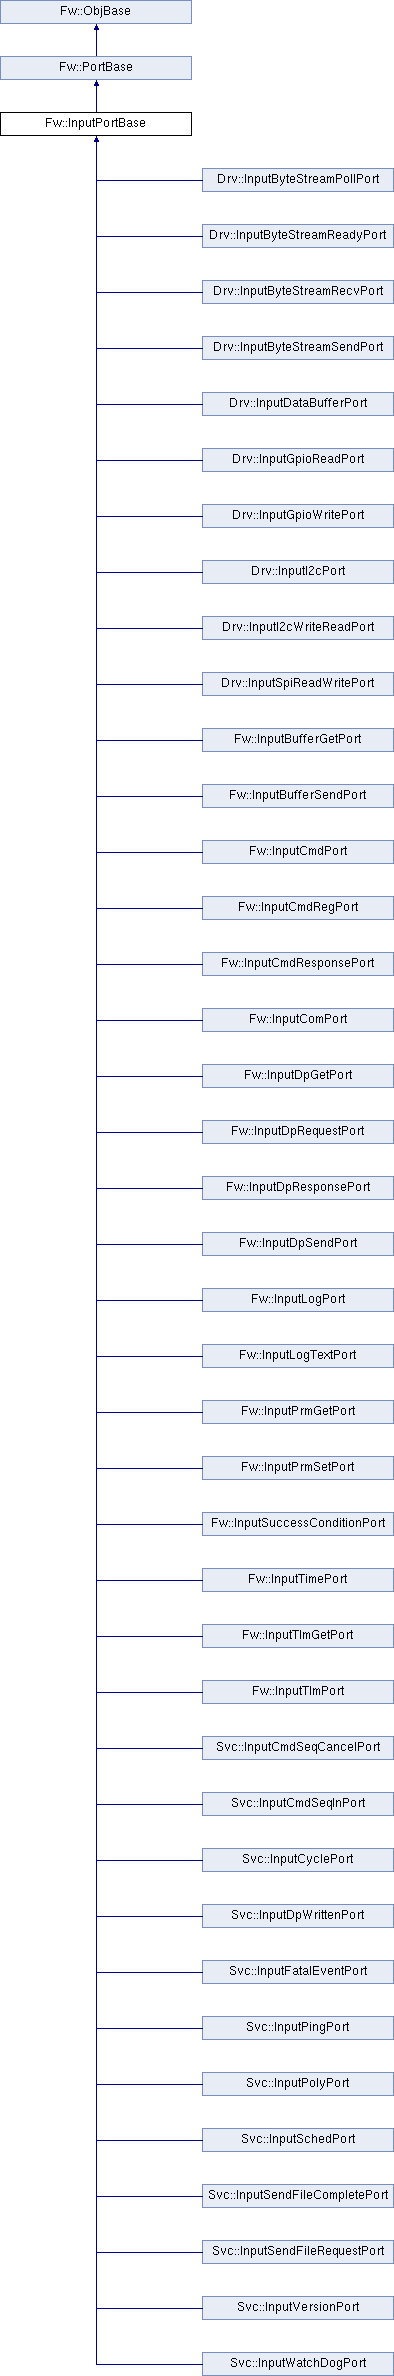 Fw::ObjBase
Fw::PortBase
Fw::InputPortBase
Drv::InputByteStreamPollPort
Drv::InputByteStreamReadyPort
Drv::InputByteStreamRecvPort
Drv::InputByteStreamSendPort
Drv::InputDataBufferPort
Drv::InputGpioReadPort
Drv::InputGpioWritePort
Drv::InputI2cPort
Drv::InputI2cWriteReadPort
Drv::InputSpiReadWritePort
Fw::InputBufferGetPort
Fw::InputBufferSendPort
Fw::InputCmdPort
Fw::InputCmdRegPort
Fw::InputCmdResponsePort
Fw::InputComPort
Fw::InputDpGetPort
Fw::InputDpRequestPort
Fw::InputDpResponsePort
Fw::InputDpSendPort
Fw::InputLogPort
Fw::InputLogTextPort
Fw::InputPrmGetPort
Fw::InputPrmSetPort
Fw::InputSuccessConditionPort
Fw::InputTimePort
Fw::InputTlmGetPort
Fw::InputTlmPort
Svc::InputCmdSeqCancelPort
Svc::InputCmdSeqInPort
Svc::InputCyclePort
Svc::InputDpWrittenPort
Svc::InputFatalEventPort
Svc::InputPingPort
Svc::InputPolyPort
Svc::InputSchedPort
Svc::InputSendFileCompletePort
Svc::InputSendFileRequestPort
Svc::InputVersionPort
Svc::InputWatchDogPort